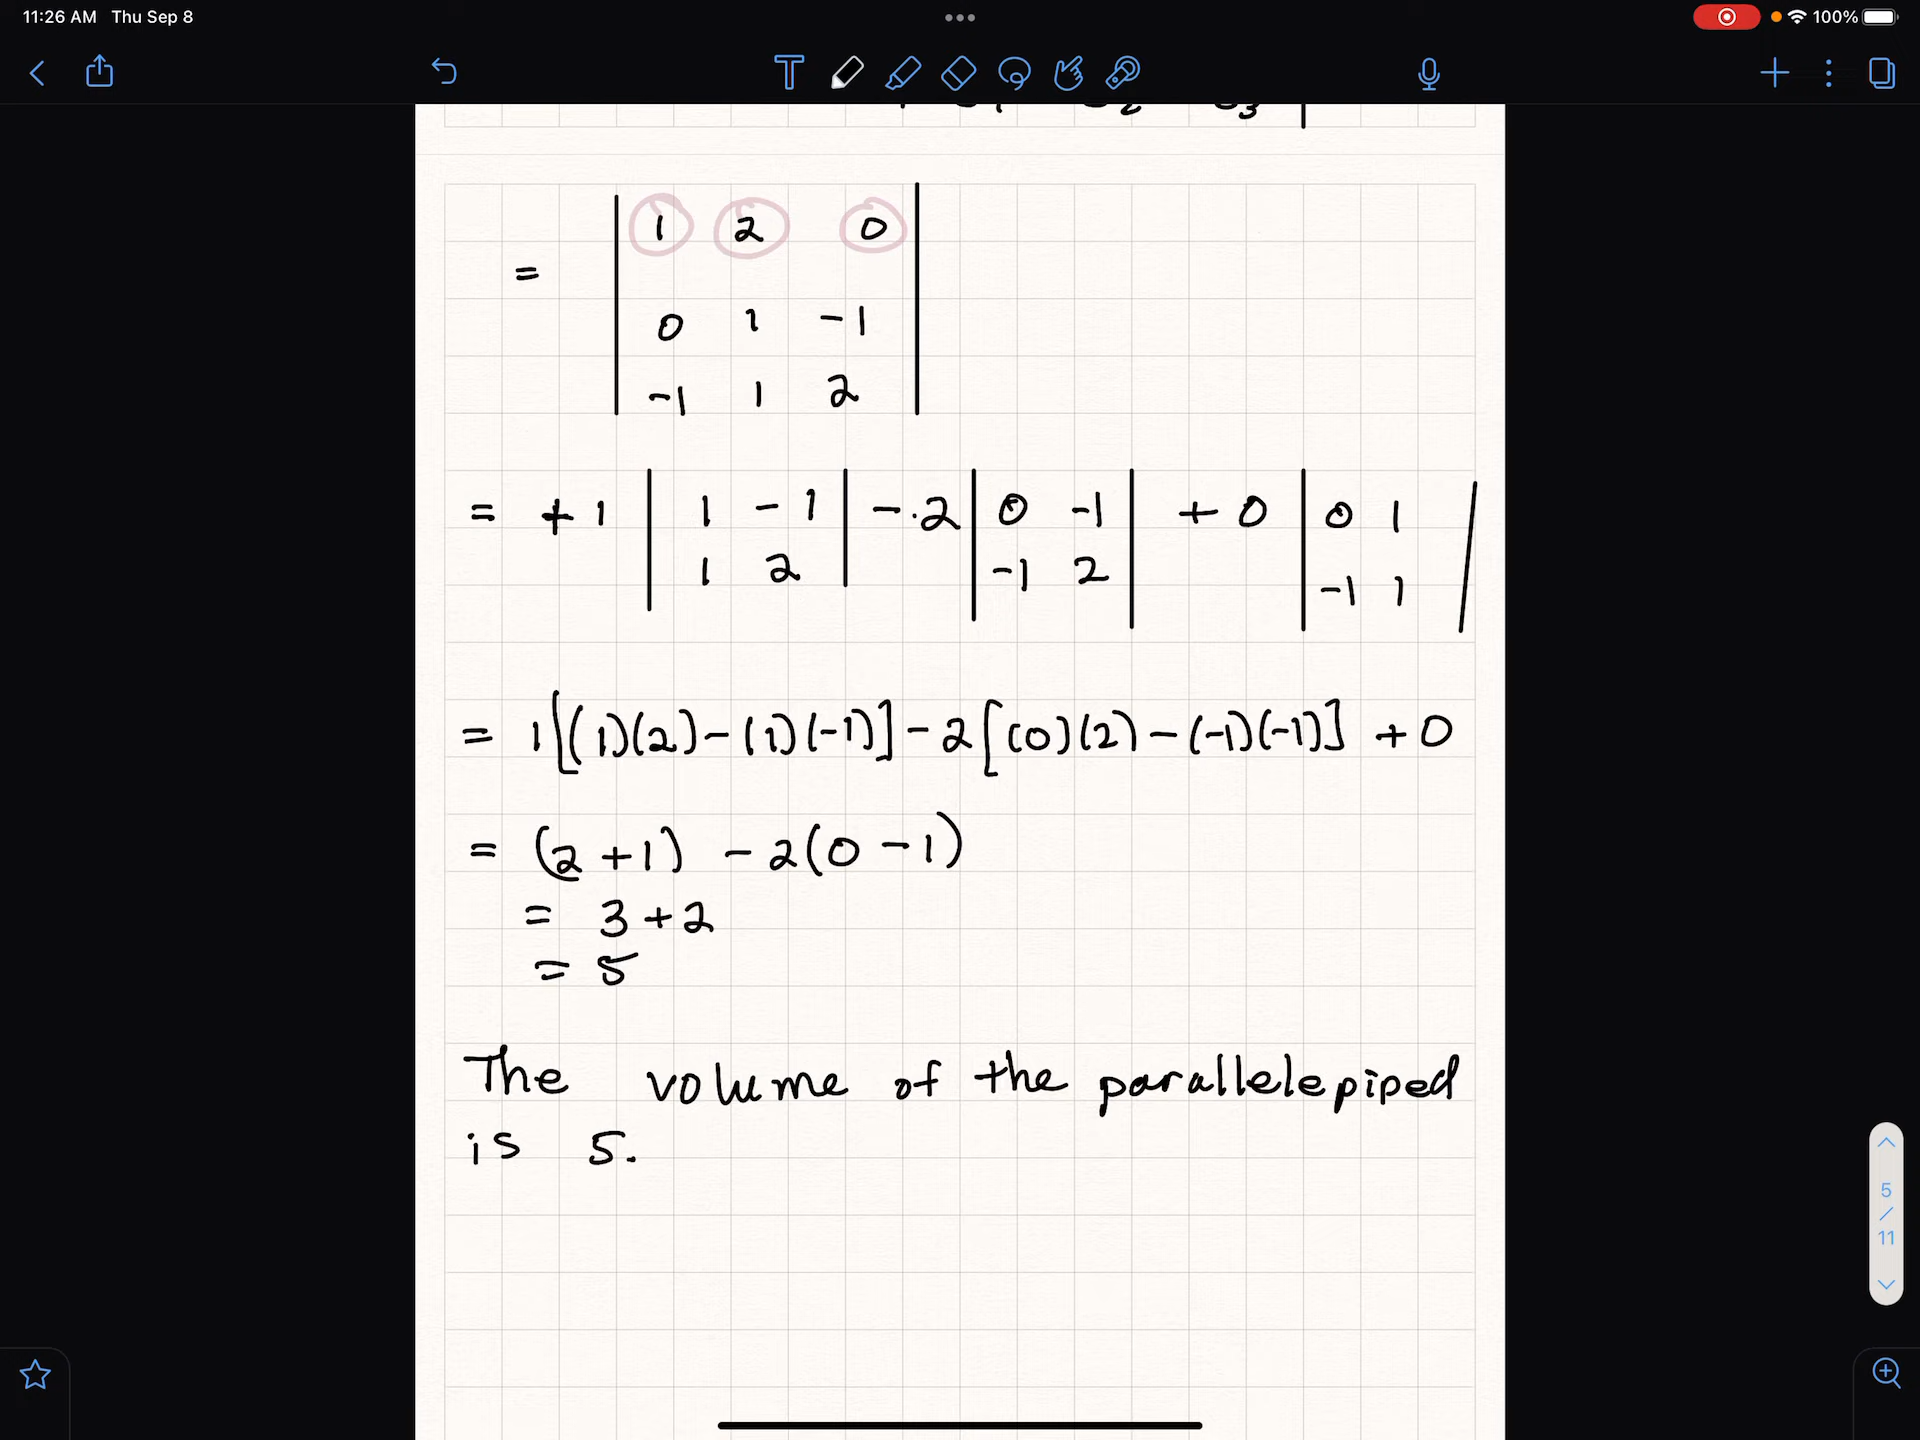 11:26 AM Thu Sep 8
100%
1 2 0
=
0 1 -1
-1 1 2
= +1 | 1 -1 | -.2 | 0 -1 | +0 | 0 1 |
1 2 -1 2 -1 1
= 1[(1)(2)-(1)(-1)] -2[(0)(2)-(-1)(-1)] +0
= (2+1) -2(0-1)
= 3+2
= 5
The volume of the parallelepiped
is 5.
5
/
11